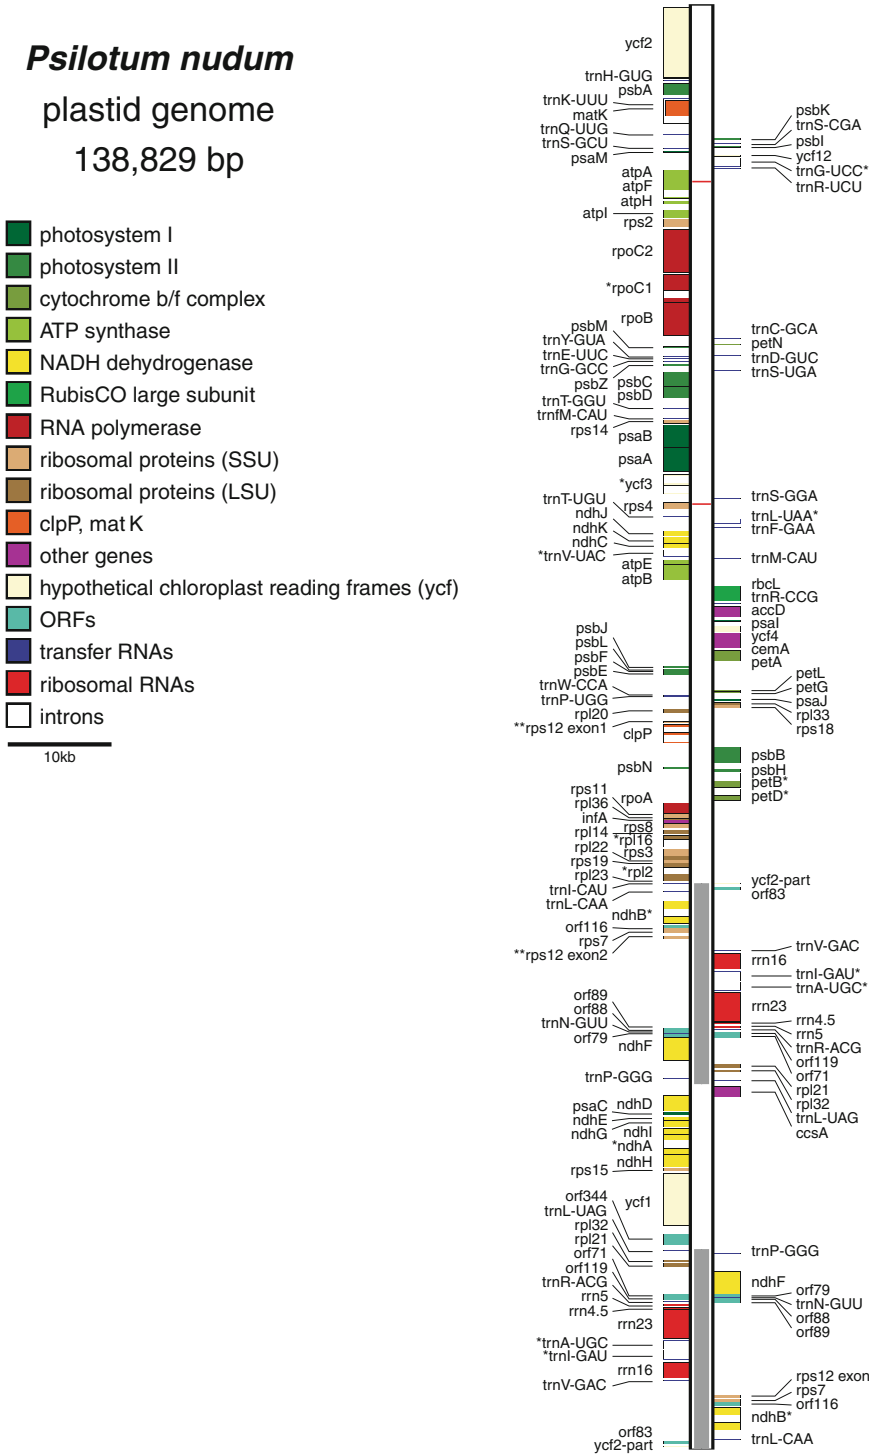 Psilotum nudum
plastid genome
138,829 bp
photosystem I
photosystem II
cytochrome b/f complex
ATP synthase
NADH dehydrogenase
RubisCO large subunit
RNA polymerase
ribosomal proteins (SSU)
ribosomal proteins (LSU)
clpP, mat K
other genes
hypothetical chloroplast reading frames (ycf)
ORFs
transfer RNAs
ribosomal RNAs
introns
10kb
ycf2
trnH-GUG
psbA
trnK-UUU
matK
trnQ-UUG
trnS-GCU
psaM
atpA
atpF
atpH
atpI
rps2
rpoC2
*rpoC1
rpoB
psbM
trnY-GUA
trnE-UUC
trnG-GCC
psbZ
psbC
psbD
trnT-GGU
trnfM-CAU
rps14
psaB
psaA
*ycf3
trnT-UGU
rps4
ndhJ
ndhK
ndhC
*trnV-UAC
atpE
atpB
psbJ
psbL
psbF
psbE
trnW-CCA
trnP-UGG
rpl20
**rps12 exon1
clpP
psbN
rps11
rpoA
rpl36
infA
rps8
rpl14
*rpl16
rpl22
rps3
rps19
*rpl2
rpl23
trnI-CAU
trnL-CAA
ndhB*
orf116
rps7
**rps12 exon2
orf89
orf88
trnN-GUU
orf79
ndhF
trnP-GGG
psaC
ndhD
ndhE
ndhG
ndhI
*ndhA
ndhH
rps15
orf344
ycf1
trnL-UAG
rpl32
rpl21
orf71
orf119
trnR-ACG
rrn5
rrn4.5
rrn23
*trnA-UGC
*trnI-GAU
rrn16
trnV-GAC
orf83
ycf2-part
psbK
trnS-CGA
psbI
ycf12
trnG-UCC*
trnR-UCU
trnC-GCA
petN
trnD-GUC
trnS-UGA
trnS-GGA
trnL-UAA*
trnF-GAA
trnM-CAU
rbcL
trnR-CCG
accD
psaI
ycf4
cemA
petA
petL
petG
psaJ
rpl33
rps18
psbB
psbH
petB*
petD*
ycf2-part
orf83
trnV-GAC
rrn16
trnI-GAU*
trnA-UGC*
rrn23
rrn4.5
rrn5
trnR-ACG
orf119
orf71
rpl21
rpl32
trnL-UAG
ccsA
trnP-GGG
ndhF
orf79
trnN-GUU
orf88
orf89
rps12 exon
rps7
orf116
ndhB*
trnL-CAA